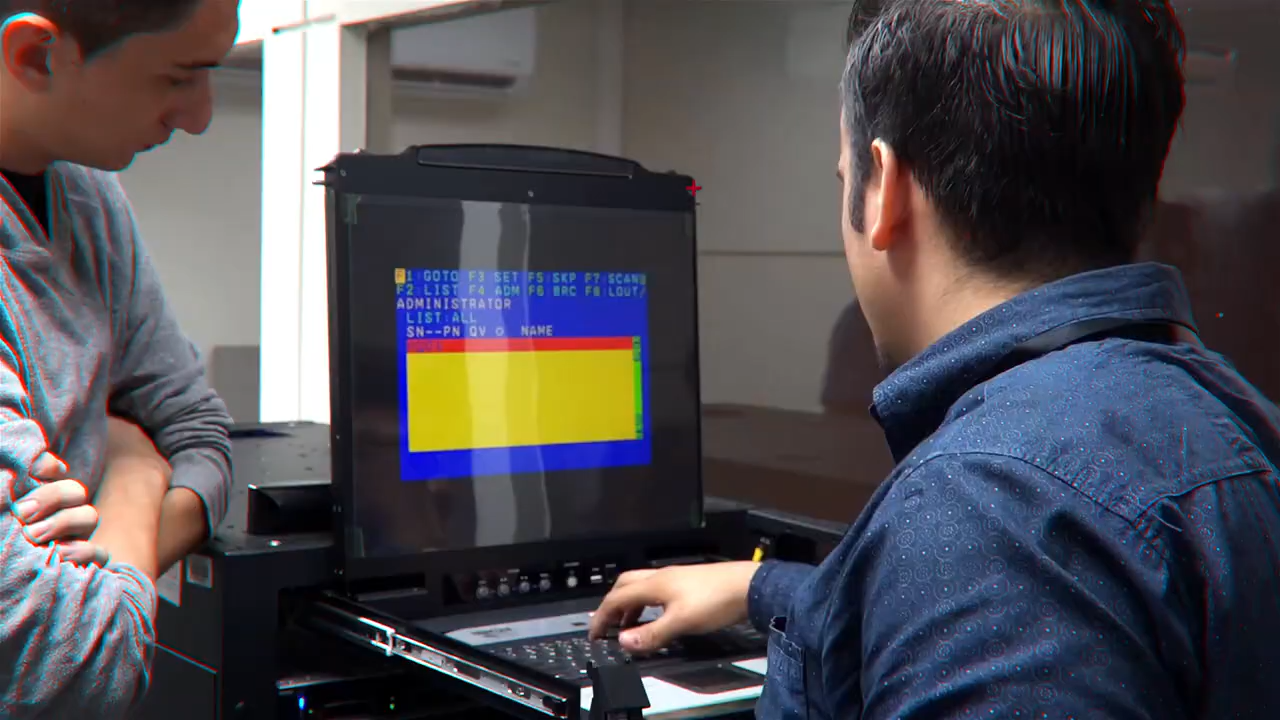 F1:GOTO F3 SET F5:SKP F7:SCAN
F2:LIST F4 ADM F6 BRC F8:LOUT
ADMINISTRATOR
LIST:ALL
SN--PN QV NAME